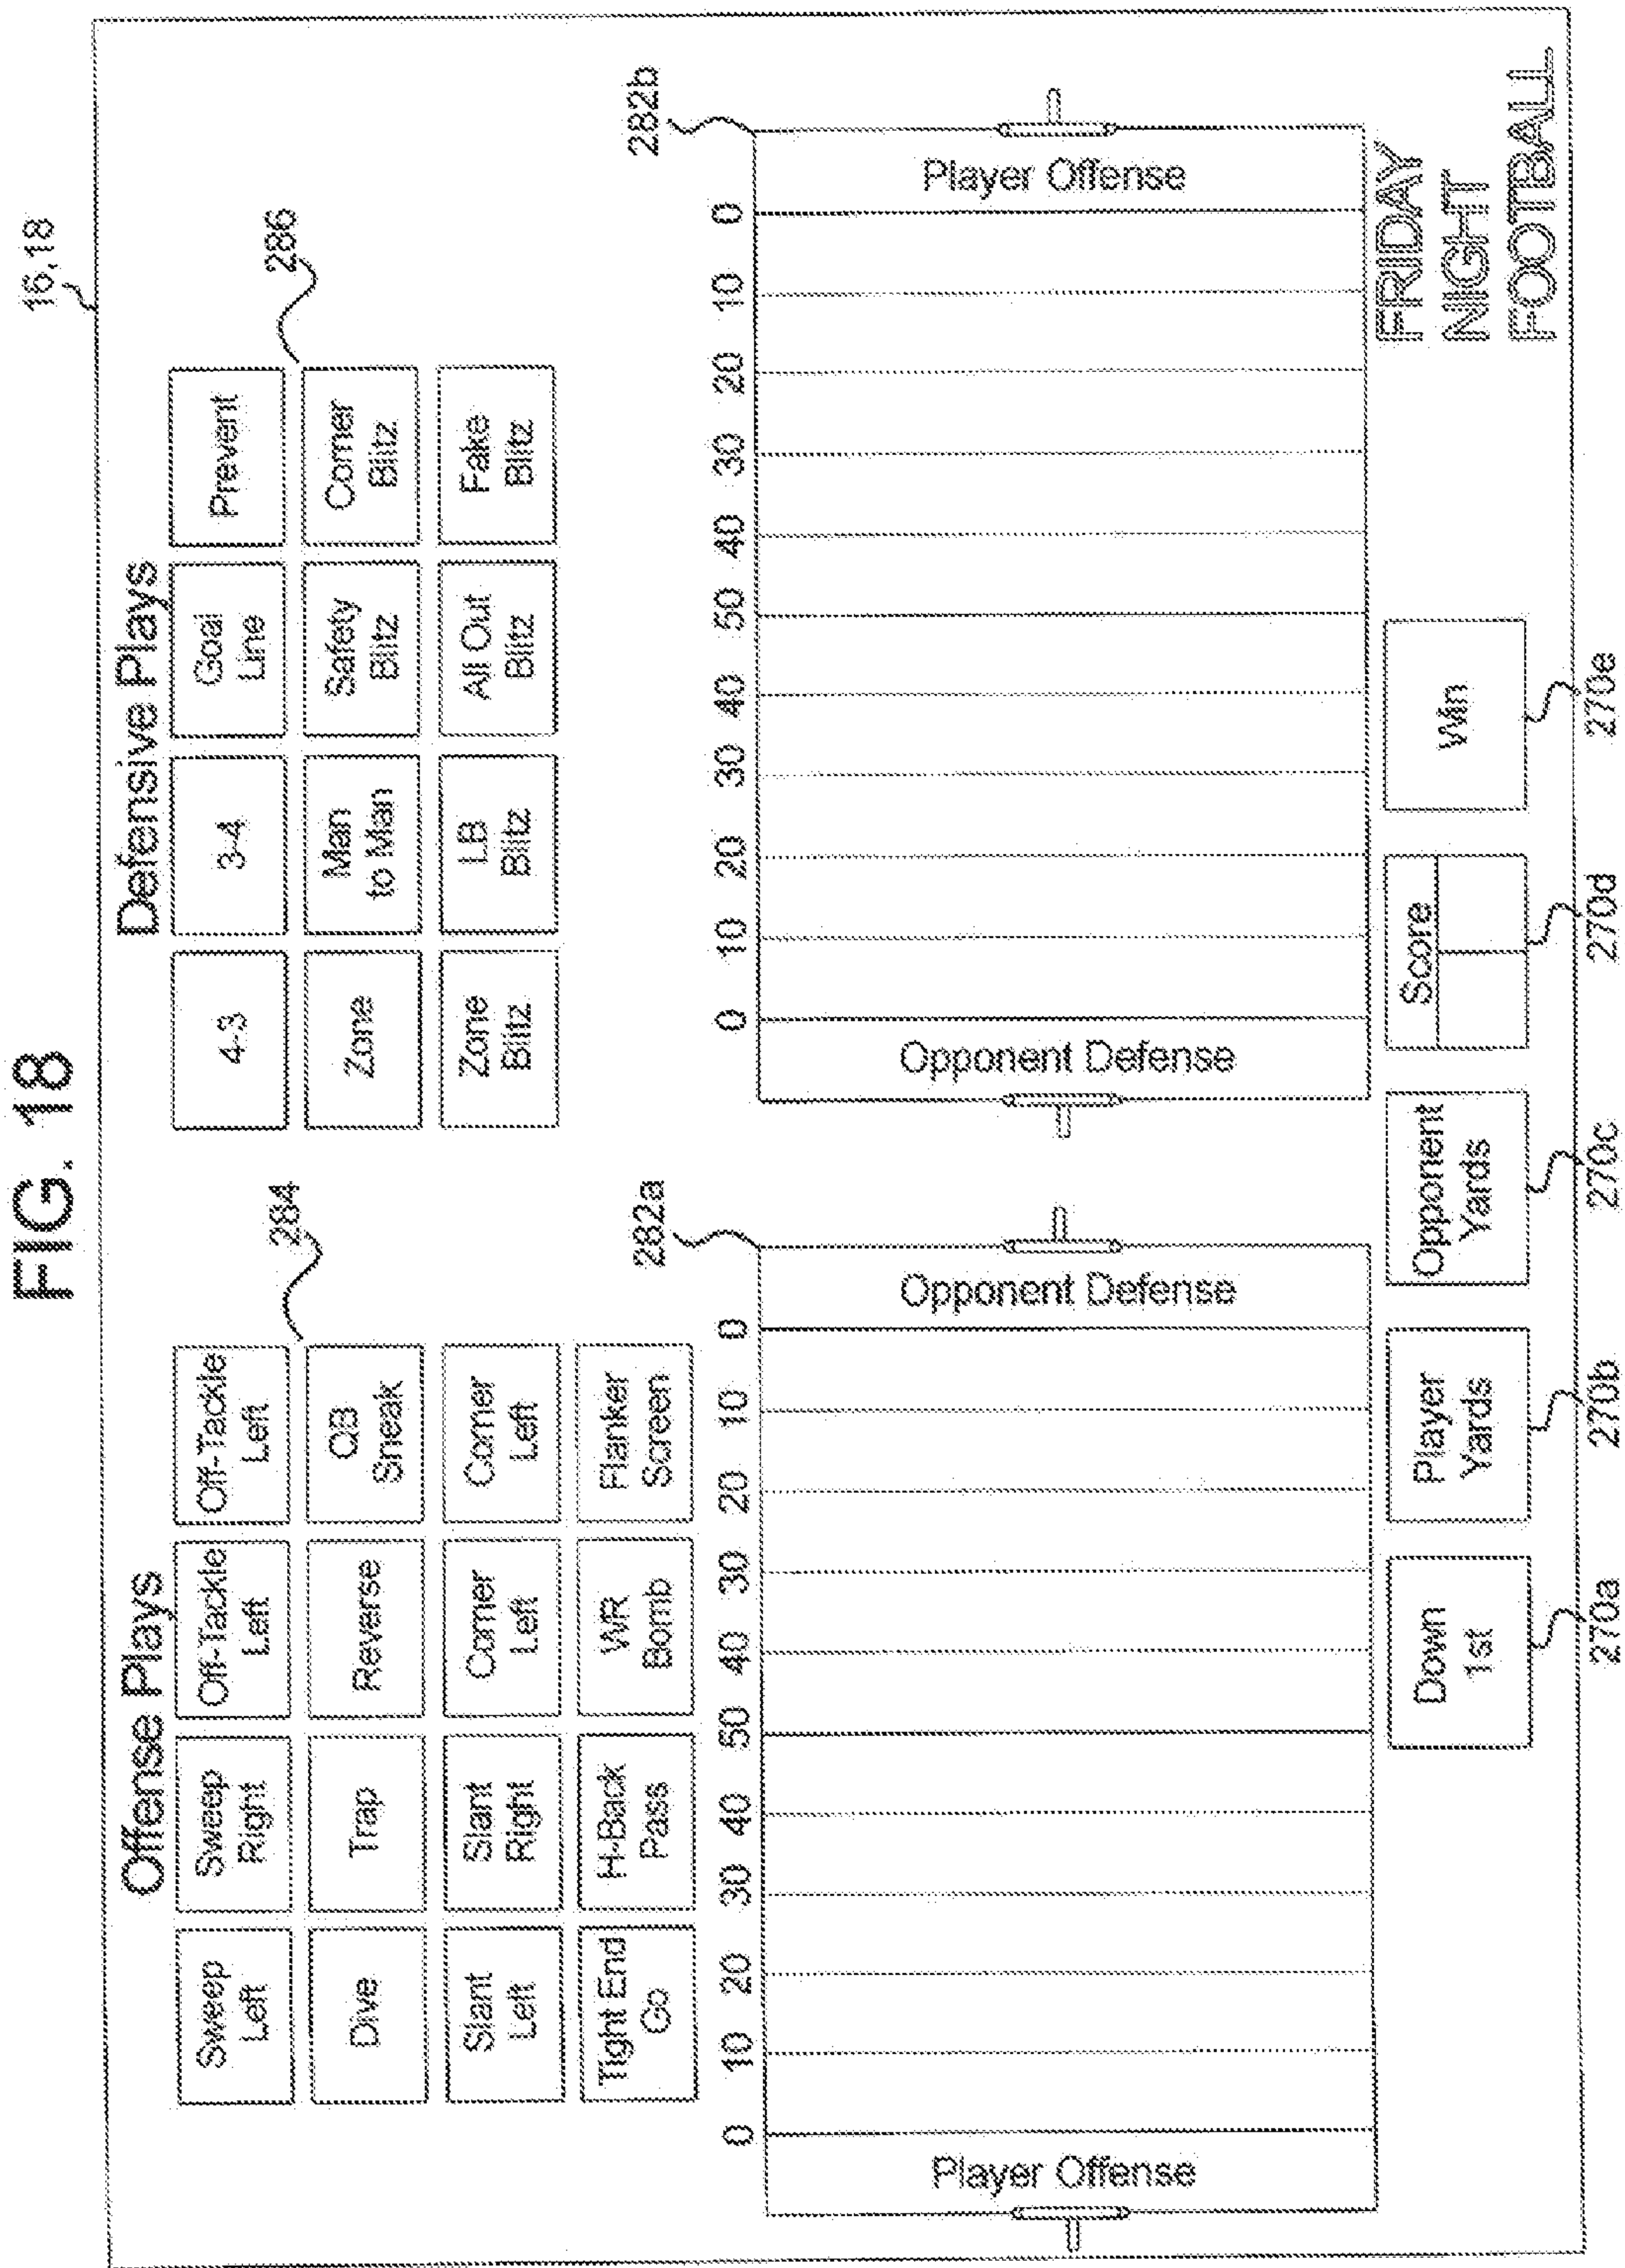 FIG. 18
16,18
Offense Plays
Sweep
Left
Sweep
Right
Off-Tackle
Left
Off-Tackle
Left
Dive
Trap
Reverse
QB
Sneak
Slant
Left
Slant
Right
Corner
Left
Corner
Left
Tight End
Go
H-Back
Pass
WR
Bomb
Flanker
Screen
284
Defensive Plays
4-3
3-4
Goal
Line
Prevent
Zone
Man
to Man
Safety
Blitz
Corner
Blitz
Zone
Blitz
LB
Blitz
All Out
Blitz
Fake
Blitz
286
282a
0 10 20 30 40 50 40 30 20 10 0
Player Offense
Opponent Defense
282b
0 10 20 30 40 50 40 30 20 10 0
Opponent Defense
Player Offense
Down
1st
Player
Yards
Opponent
Yards
Score
Win
270a
270b
270c
270d
270e
FRIDAY
NIGHT
FOOTBALL